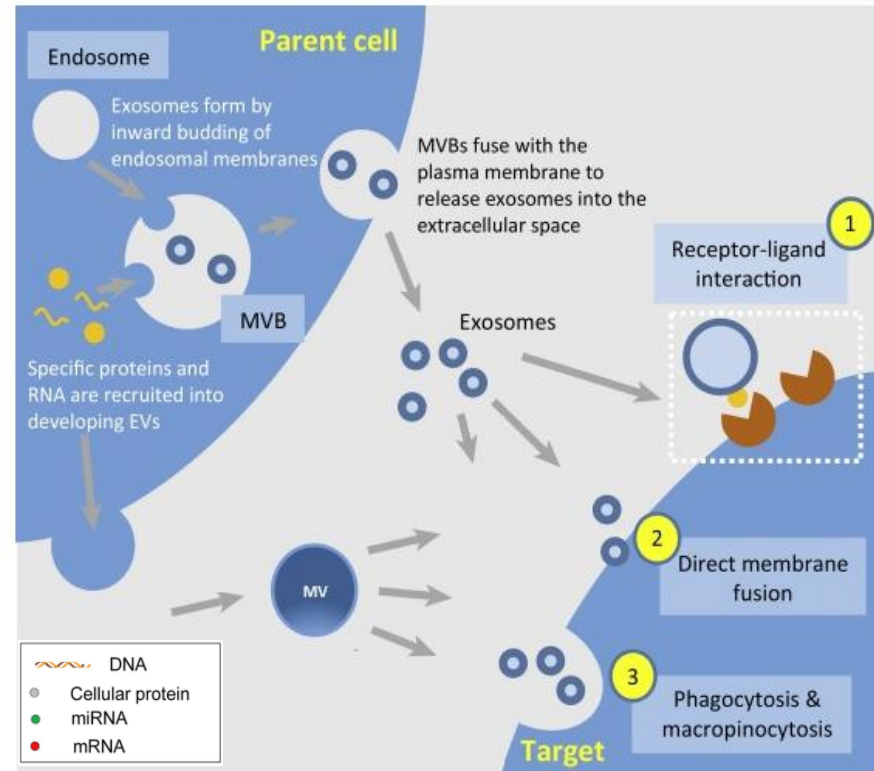 Parent cell
Endosome
Exosomes form by
inward budding of
endosomal membranes
MVBs fuse with the
plasma membrane to
release exosomes into the
extracellular space
1
Receptor-ligand
interaction
MVB
Exosomes
Specific proteins and
RNA are recruited into
developing EVs
2
Direct membrane
fusion
MV
3
Phagocytosis &
macropinocytosis
Target
DNA
Cellular protein
miRNA
mRNA